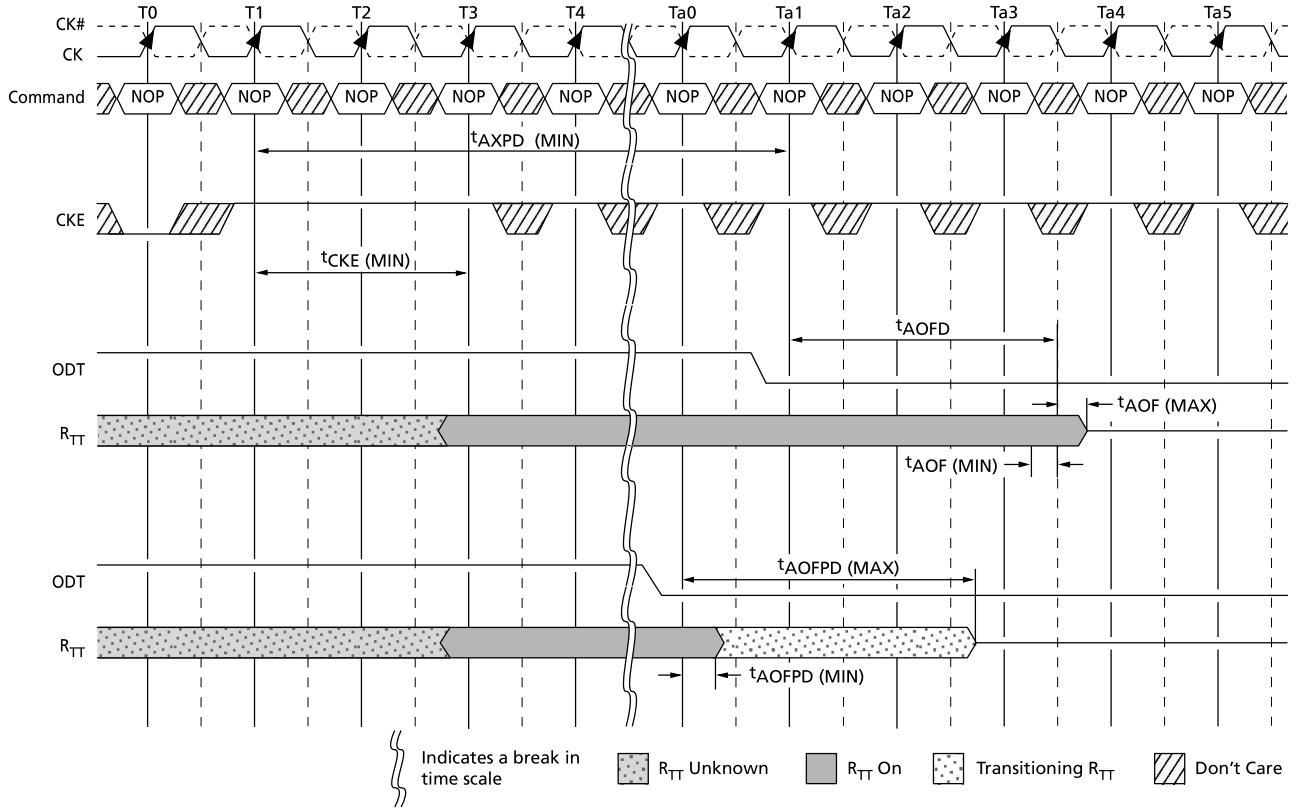 T0 T1 T2 T3 T4 Ta0 Ta1 Ta2 Ta3 Ta4 Ta5
CK#
CK
Command NOP NOP NOP NOP NOP NOP NOP NOP NOP NOP NOP
tAXPD (MIN)
CKE
tCKE (MIN)
tAOFD
ODT
tAOF (MAX)
RTT
tAOF (MIN)
tAOFPD (MAX)
ODT
RTT
tAOFPD (MIN)
Indicates a break in
time scale
RTT Unknown
RTT On
Transitioning RTT
Don't Care